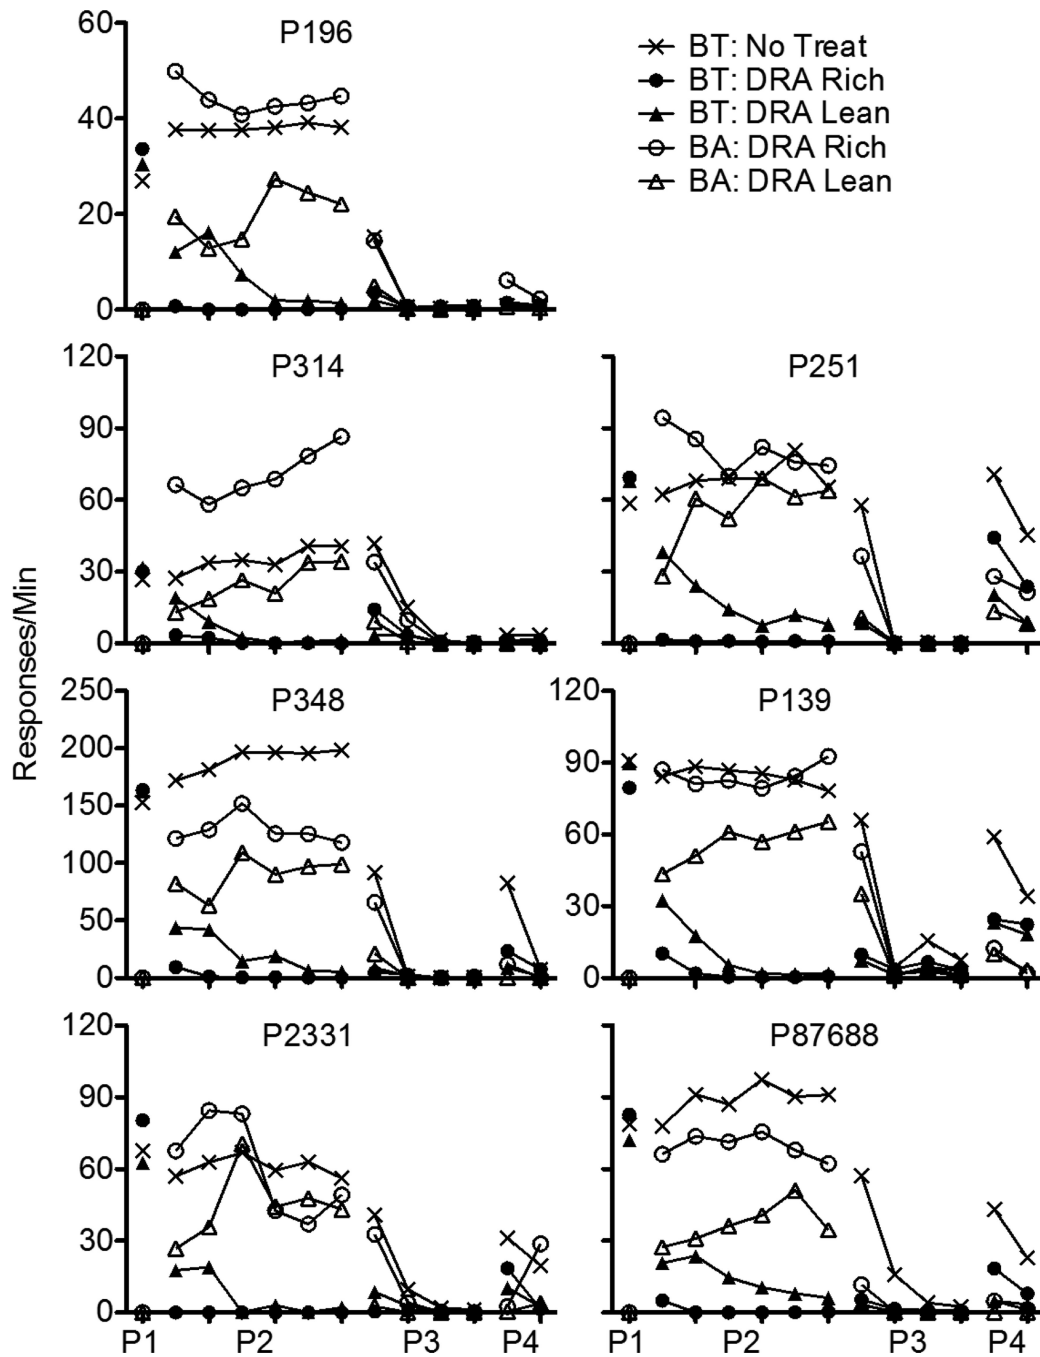 P196
60
40
20
0
BT: No Treat
BT: DRA Rich
BT: DRA Lean
BA: DRA Rich
BA: DRA Lean
Responses/Min
P314
120
90
60
30
0
P251
P348
250
200
150
100
50
0
P139
120
90
60
30
0
P2331
120
90
60
30
0
P87688
P1 P2 P3 P4
P1 P2 P3 P4